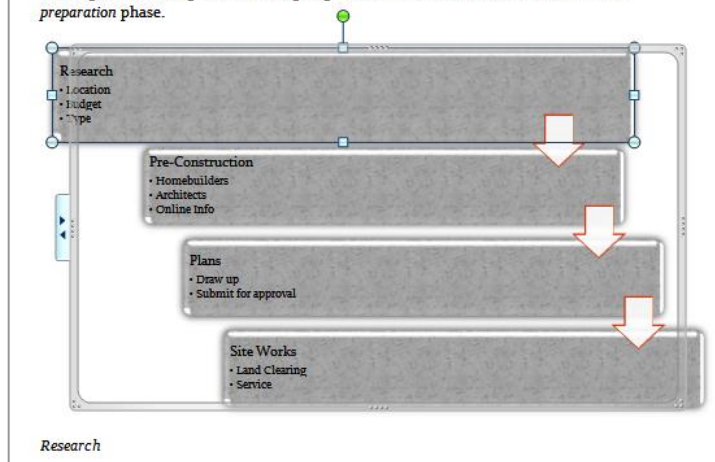 preparation phase.
Research
• Location
• Budget
• Type
Pre-Construction
• Homebuilders
• Architects
• Online Info
Plans
• Draw up
• Submit for approval
Site Works
• Land Clearing
• Service
Research